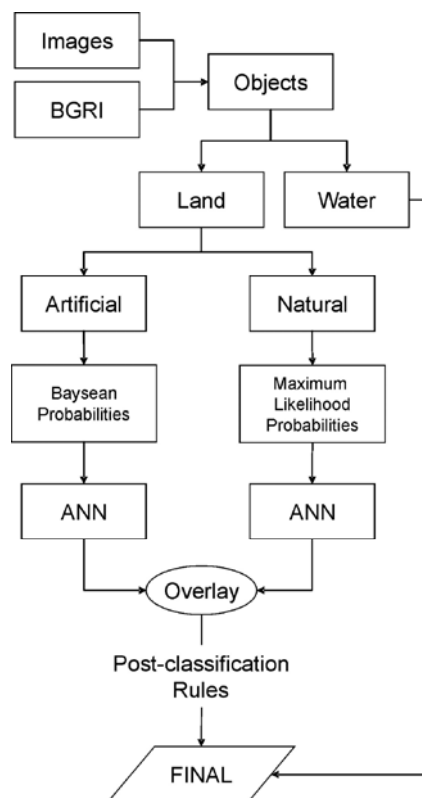 Images
BGRI
Objects
Land
Water
Artificial
Natural
Baysean
Probabilities
Maximum
Likelihood
Probabilities
ANN
ANN
Overlay
Post-classification
Rules
FINAL